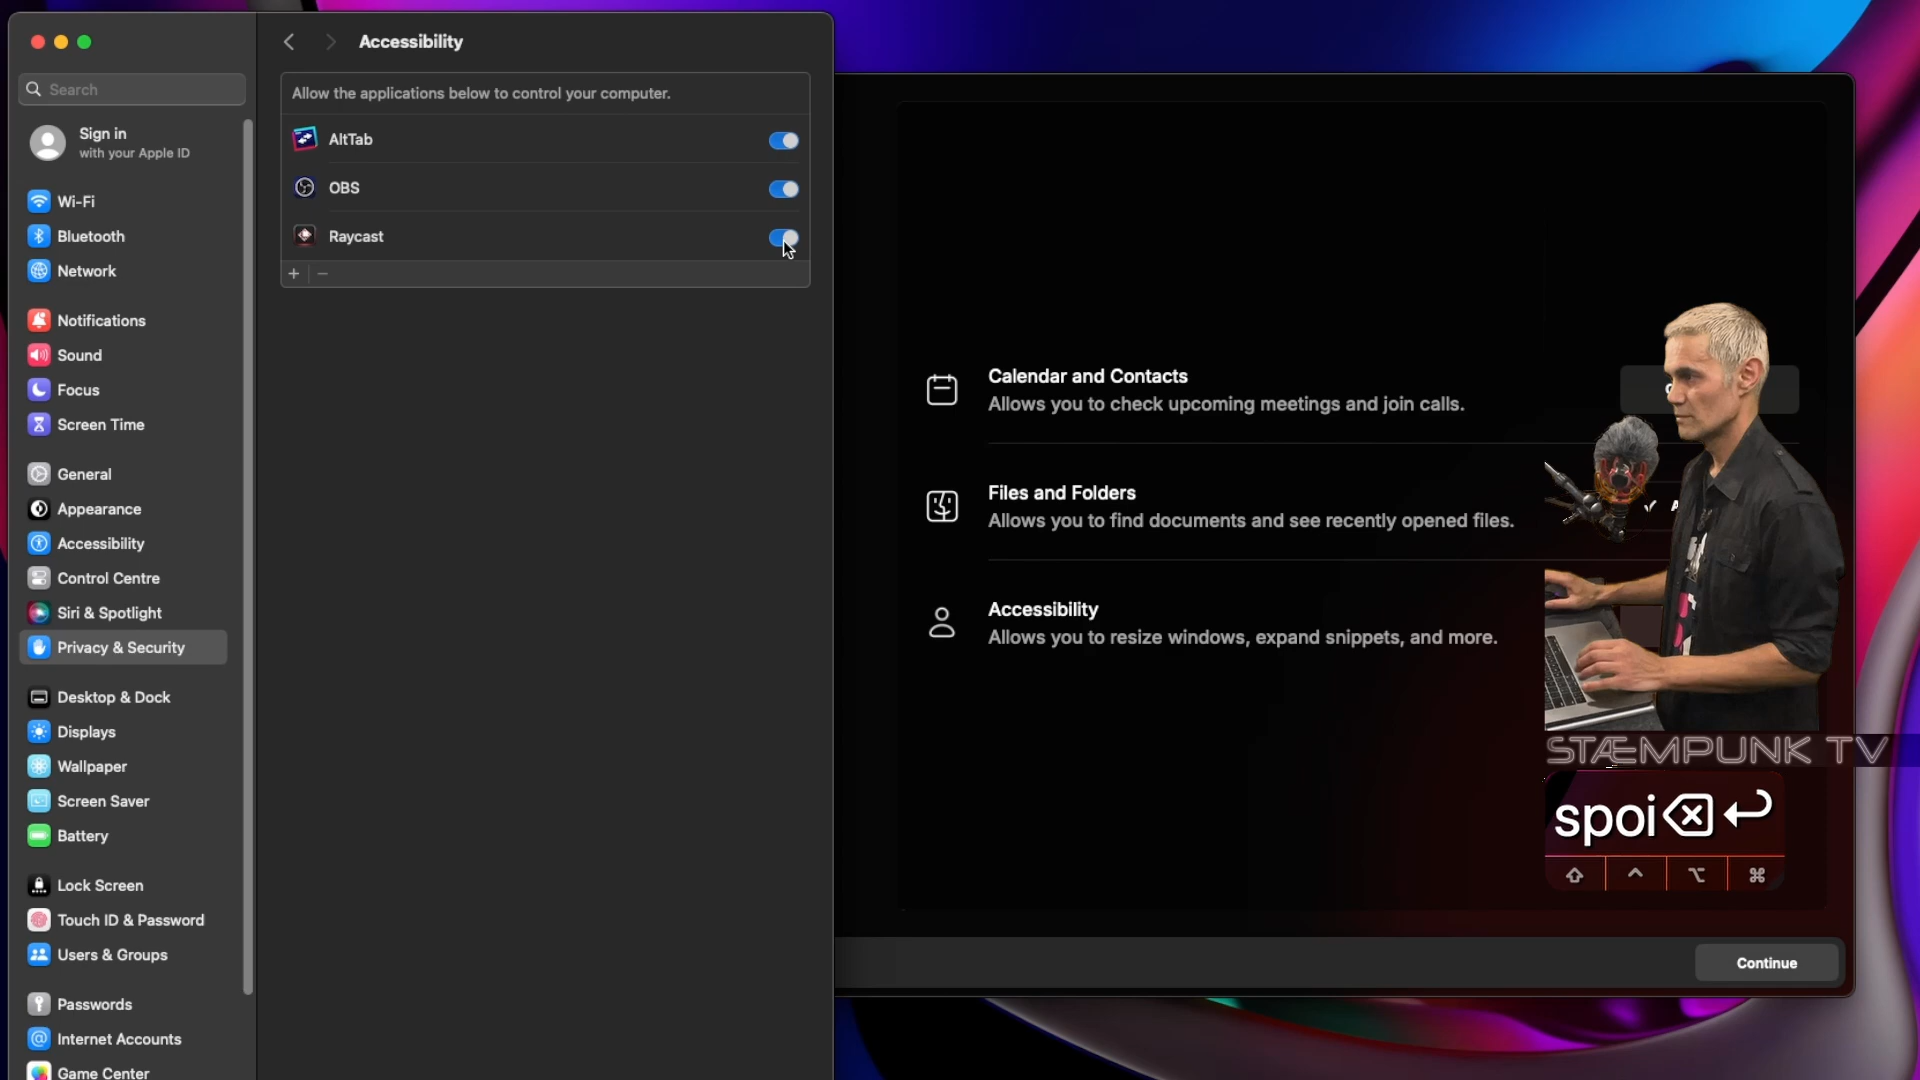 Accessibility
Search
Allow the applications below to control your computer.
Sign in
with your Apple ID
AltTab
OBS
Raycast
Wi-Fi
Bluetooth
Network
Notifications
Sound
Focus
Screen Time
General
Appearance
Accessibility
Control Centre
Siri & Spotlight
Privacy & Security
Desktop & Dock
Displays
Wallpaper
Screen Saver
Battery
Lock Screen
Touch ID & Password
Users & Groups
Passwords
Internet Accounts
Game Center
Calendar and Contacts
Allows you to check upcoming meetings and join calls.
Files and Folders
Allows you to find documents and see recently opened files.
Accessibility
Allows you to resize windows, expand snippets, and more.
STÆMPUNK TV
spoi⌫↩
⇧ ⌃ ⌥ ⌘
Continue